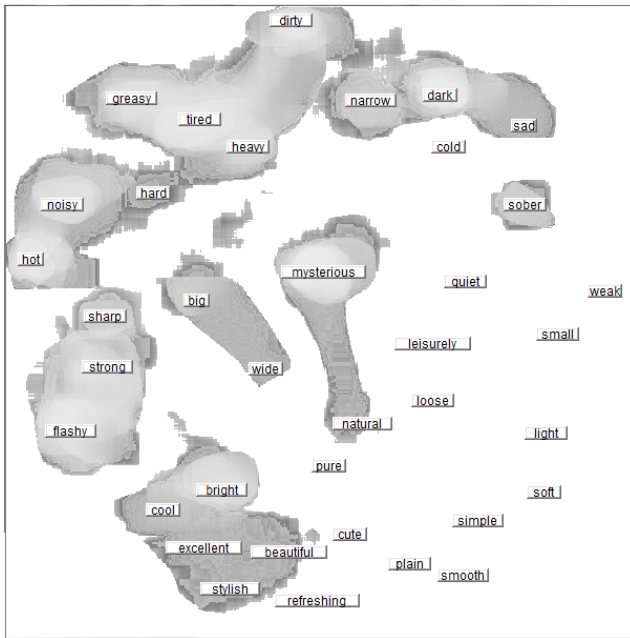 dirty
greasy
narrow
dark
tired
sad
heavy
cold
hard
noisy
sober
hot
mysterious
quiet
weak
big
sharp
small
leisurely
strong
wide
loose
natural
flashy
light
pure
bright
soft
cool
simple
cute
excellent
beautiful
plain
smooth
stylish
refreshing